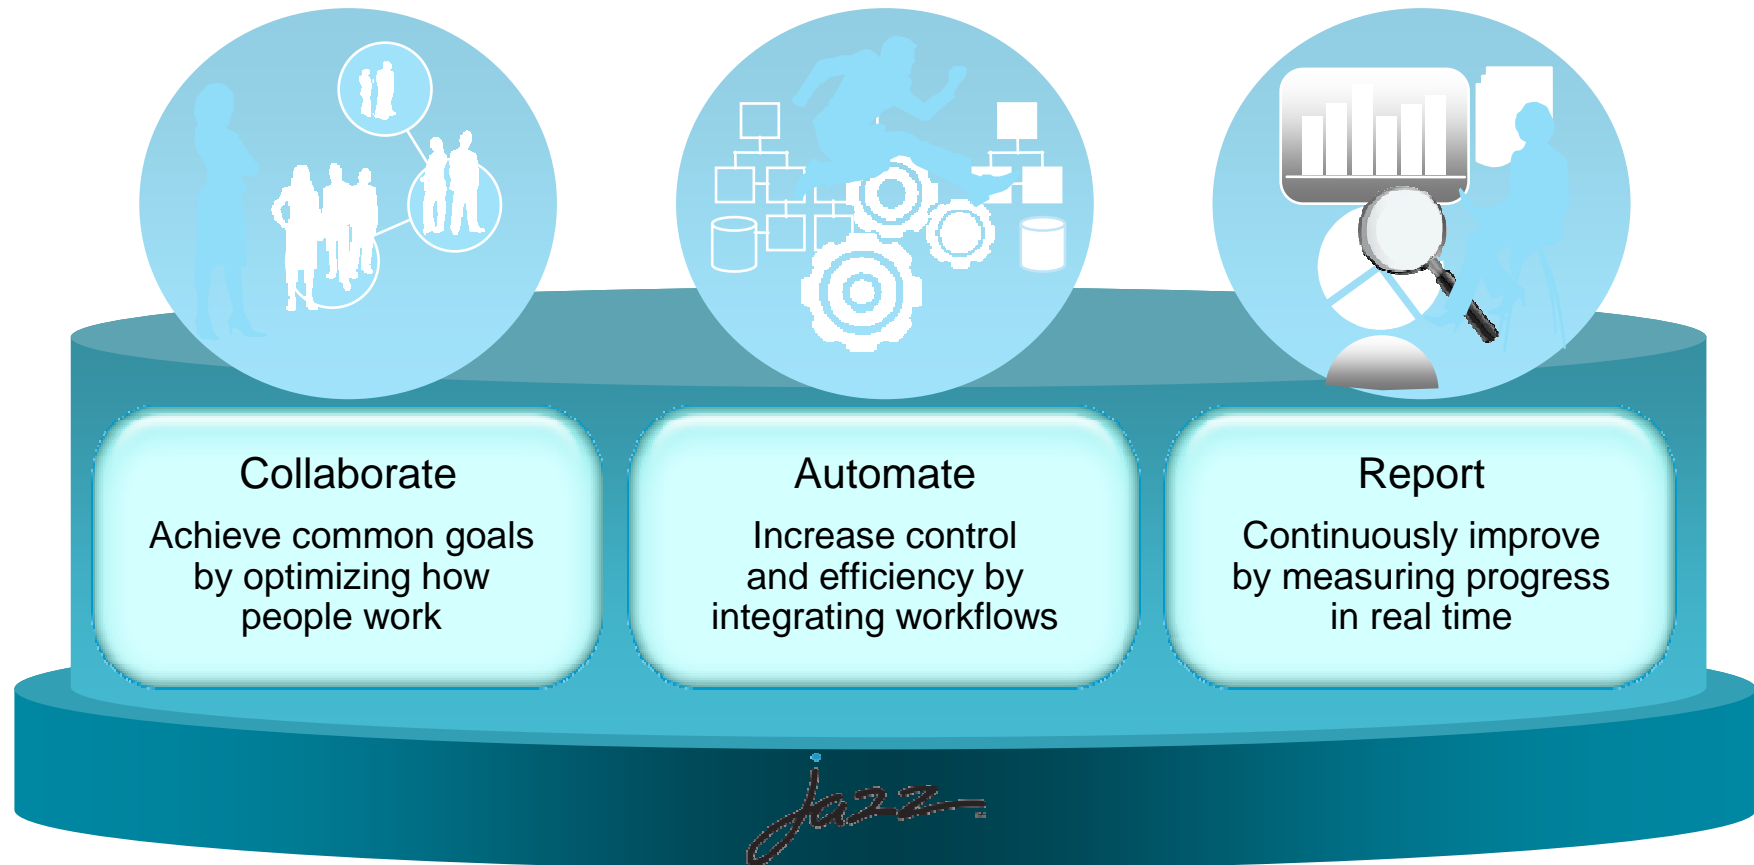 Collaborate
Achieve common goals
by optimizing how
people work
Automate
Increase control
and efficiency by
integrating workflows
Report
Continuously improve
by measuring progress
in real time
jazz